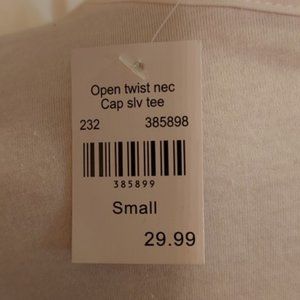 Open twist nec
Cap slv tee
232 385898
385899
Small
29.99